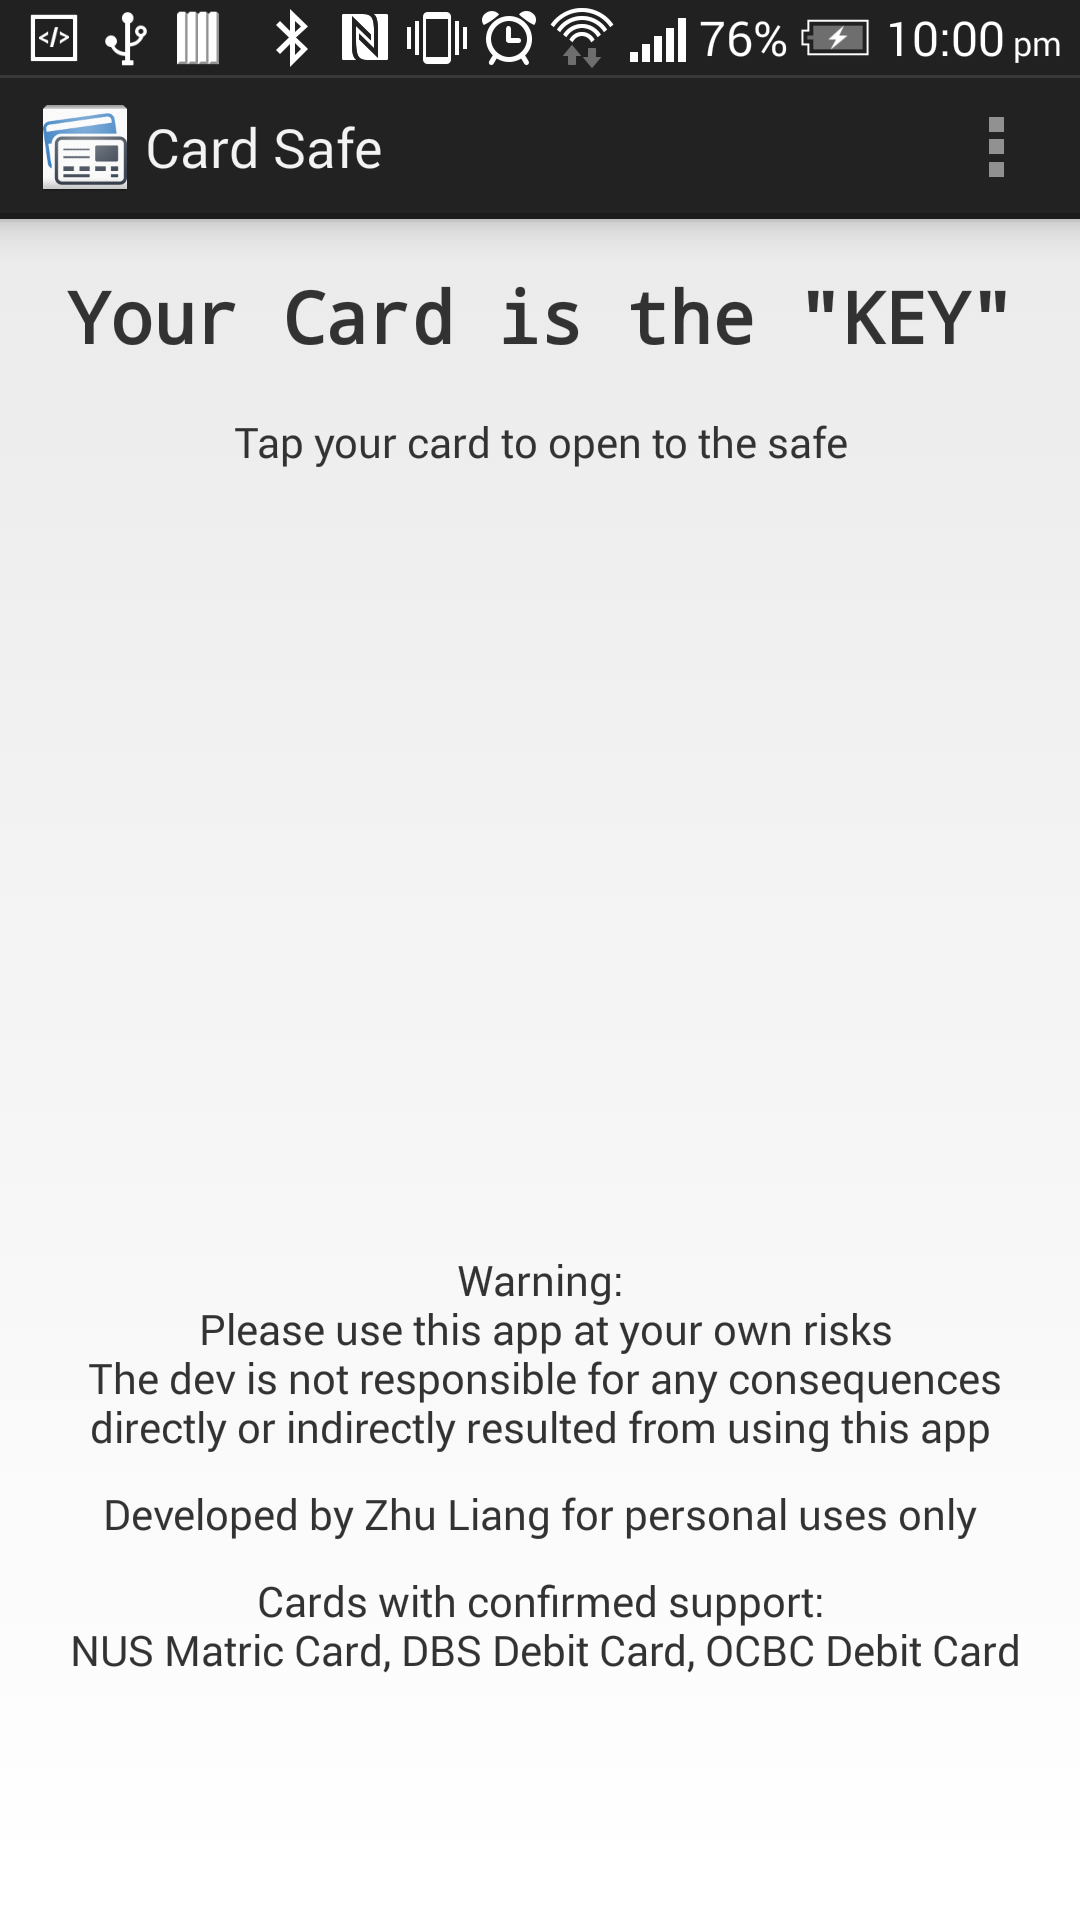 </> 76% 10:00 pm
Card Safe
Your Card is the "KEY"
Tap your card to open to the safe
Warning:
Please use this app at your own risks
The dev is not responsible for any consequences
directly or indirectly resulted from using this app
Developed by Zhu Liang for personal uses only
Cards with confirmed support:
NUS Matric Card, DBS Debit Card, OCBC Debit Card